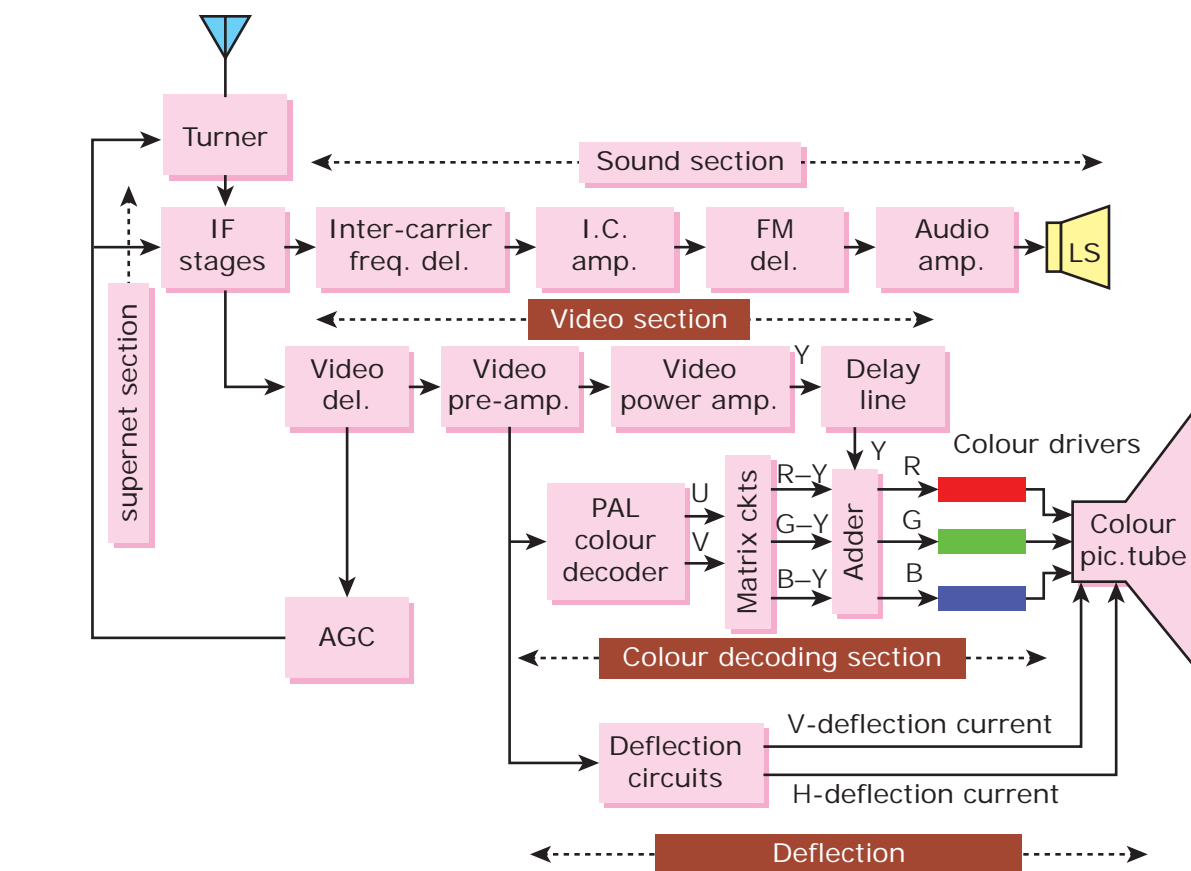 Turner
Sound section
IF
stages
Inter-carrier
freq. del.
I.C.
amp.
FM
del.
Audio
amp.
LS
supernet section
Video section
Video
del.
Video
pre-amp.
Video
power amp.
Y
Delay
line
Y
Colour drivers
PAL
colour
decoder
U
V
Matrix ckts
R–Y
G–Y
B–Y
Adder
R
G
B
Colour
pic.tube
AGC
Colour decoding section
Deflection
circuits
V-deflection current
H-deflection current
Deflection